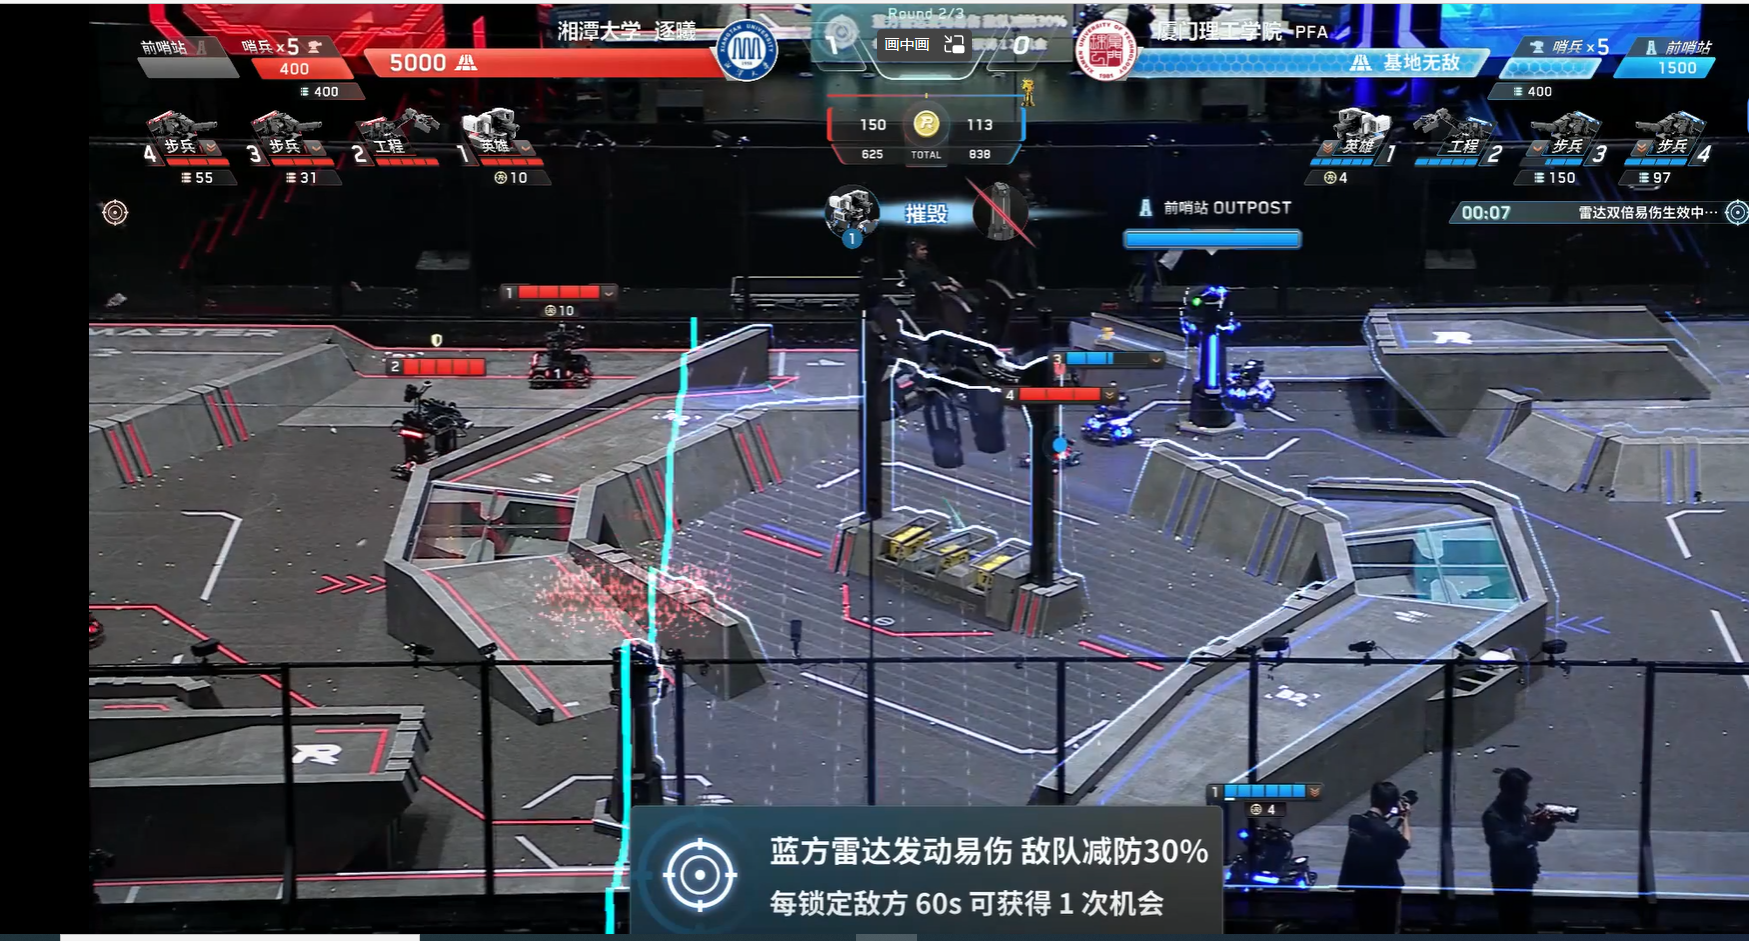 Round 2/3
湘潭大学 逐曦
厦门理工学院-PFA
画中画
1
0
前哨站
哨兵 ×5
400
400
5000
基地无敌
哨兵 ×5
400
前哨站
1500
4 步兵
55
3 步兵
31
2 工程
1 英雄
10
150
113
625 TOTAL 838
英雄 1
4
工程 2
步兵 3
150
步兵 4
97
摧毁
1
前哨站 OUTPOST
00:07 雷达双倍易伤生效中…
1
10
2
3
4
1
R
R
B2
1
4
蓝方雷达发动易伤 敌队减防30%
每锁定敌方 60s 可获得 1 次机会